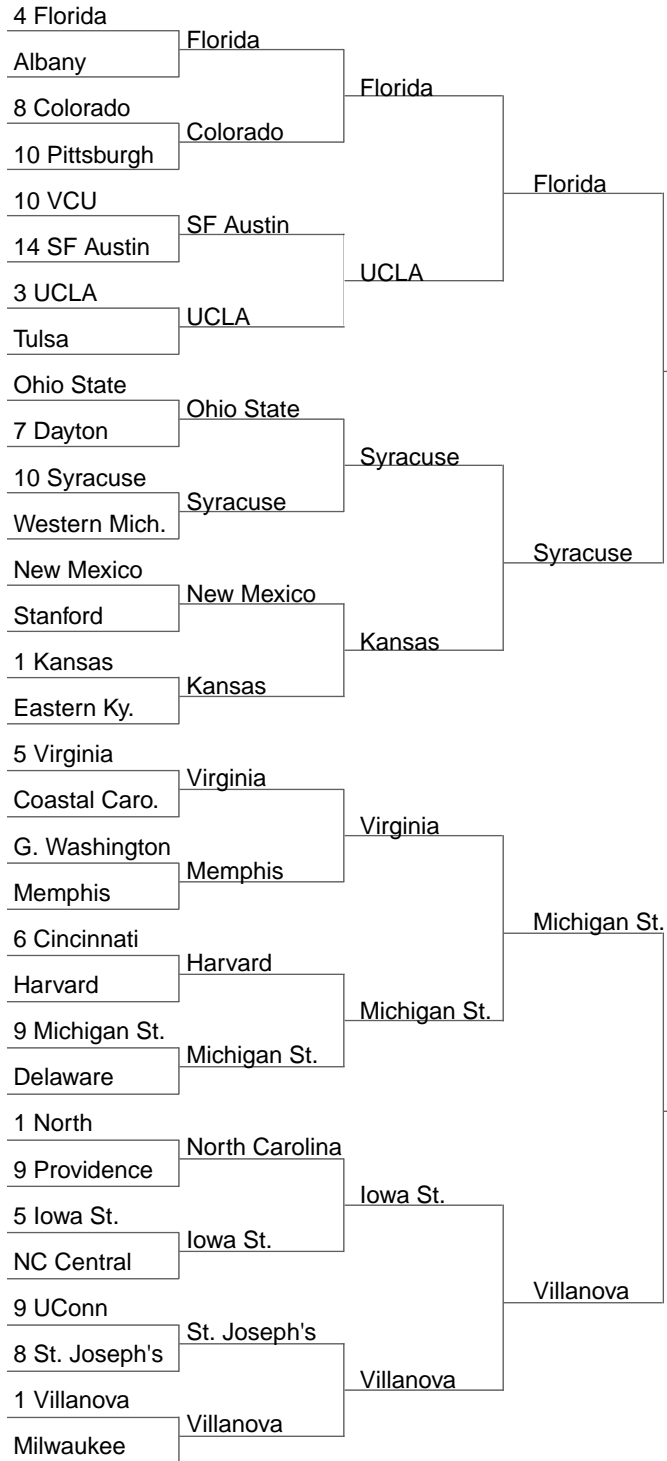 4 Florida
Florida
Albany
Florida
8 Colorado
Colorado
10 Pittsburgh
Florida
10 VCU
SF Austin
14 SF Austin
UCLA
3 UCLA
UCLA
Tulsa
Ohio State
Ohio State
7 Dayton
Syracuse
10 Syracuse
Syracuse
Western Mich.
Syracuse
New Mexico
New Mexico
Stanford
Kansas
1 Kansas
Kansas
Eastern Ky.
5 Virginia
Virginia
Coastal Caro.
Virginia
G. Washington
Memphis
Memphis
Michigan St.
6 Cincinnati
Harvard
Harvard
Michigan St.
9 Michigan St.
Michigan St.
Delaware
1 North
North Carolina
9 Providence
Iowa St.
5 Iowa St.
Iowa St.
NC Central
Villanova
9 UConn
St. Joseph's
8 St. Joseph's
Villanova
1 Villanova
Villanova
Milwaukee